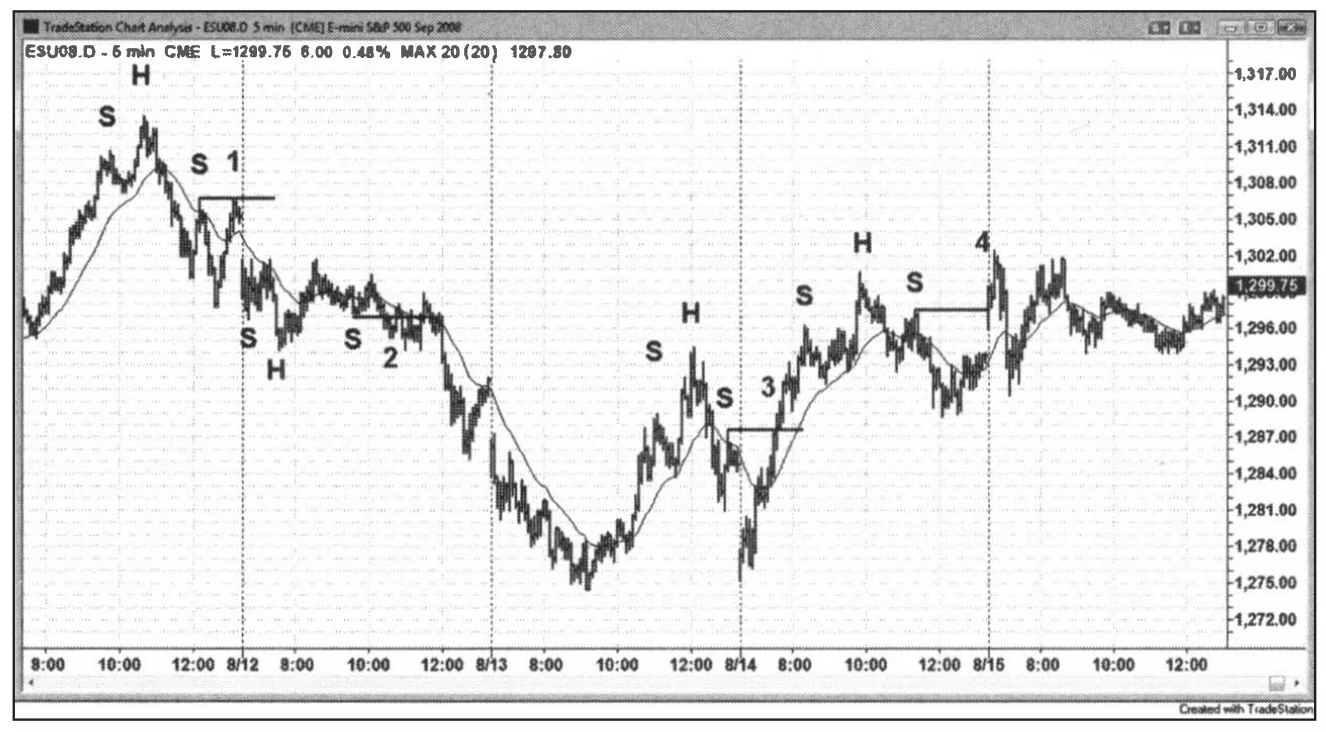 TradeStation Chart Analysis - ESU08.D 5 min [CME] E-mini S&P 500 Sep 2008
ESU08.D - 5 min CME L=1299.75 6.00 0.46% MAX 20 (20) 1297.80
H
S
S 1
S
H
S
2
S
H
S
3
S
H
S
4
1,317.00
1,314.00
1,311.00
1,308.00
1,305.00
1,302.00
1,299.75
1,296.00
1,293.00
1,290.00
1,287.00
1,284.00
1,281.00
1,278.00
1,275.00
1,272.00
8:00 10:00 12:00 8/12 8:00 10:00 12:00 8/13 8:00 10:00 12:00 8/14 8:00 10:00 12:00 8/15 8:00 10:00 12:00
Created with TradeStation